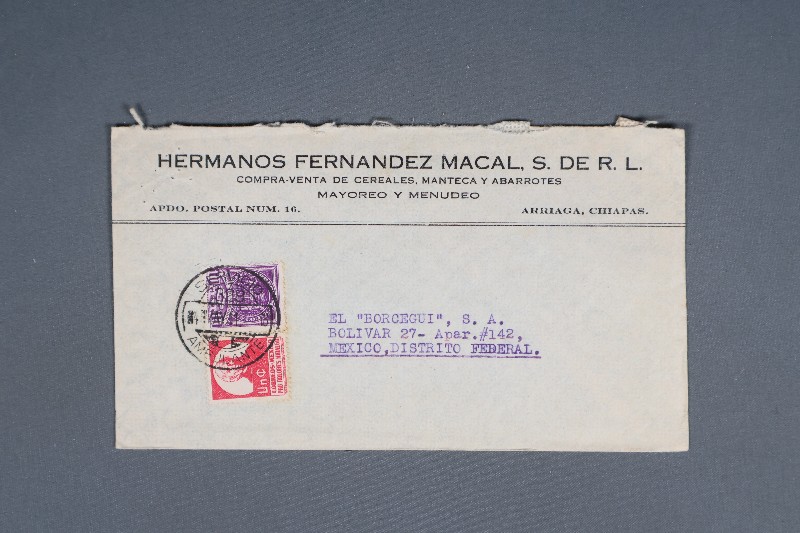 HERMANOS FERNANDEZ MACAL, S. DE R. L.
COMPRA-VENTA DE CEREALES, MANTECA Y ABARROTES
MAYOREO Y MENUDEO
APDO. POSTAL NUM. 16. ARRIAGA, CHIAPAS.
EL "BORCEGUI", S. A.
BOLIVAR 27- Apar.#142,
MEXICO,DISTRITO FEDERAL.